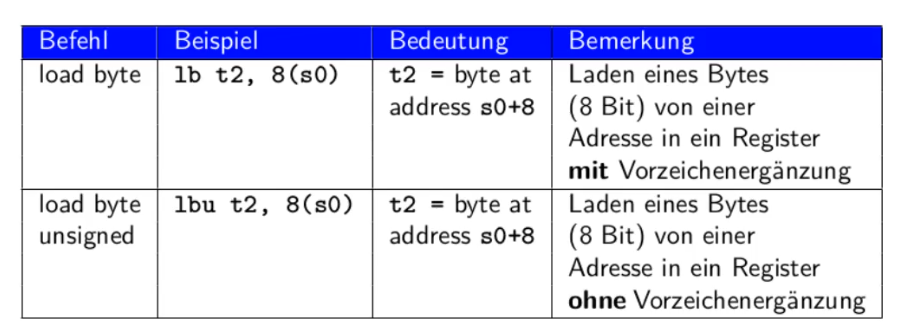 Befehl Beispiel Bedeutung Bemerkung
load byte lb t2, 8(s0) t2 = byte at Laden eines Bytes
address s0+8 (8 Bit) von einer
Adresse in ein Register
mit Vorzeichenergänzung
load byte lbu t2, 8(s0) t2 = byte at Laden eines Bytes
unsigned address s0+8 (8 Bit) von einer
Adresse in ein Register
ohne Vorzeichenergänzung